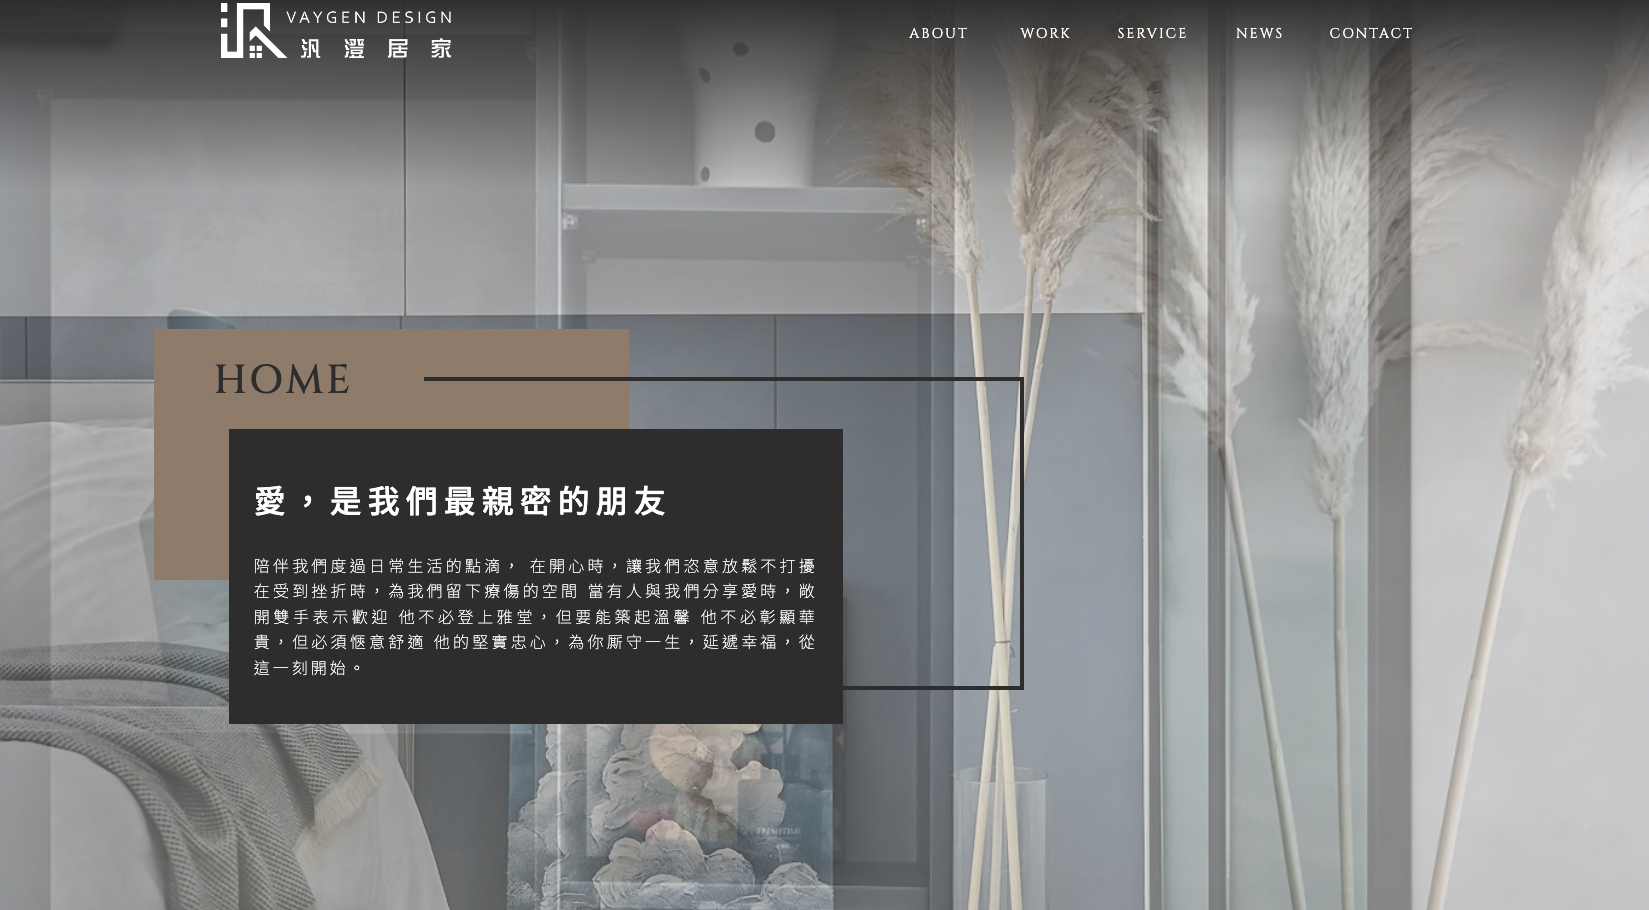 VAYGEN DESIGN
汎澄居家
ABOUT
WORK
SERVICE
NEWS
CONTACT
HOME
愛，是我們最親密的朋友
陪伴我們度過日常生活的點滴， 在開心時，讓我們恣意放鬆不打擾
在受到挫折時，為我們留下療傷的空間 當有人與我們分享愛時，敞
開雙手表示歡迎 他不必登上雅堂，但要能築起溫馨 他不必彰顯華
貴，但必須愜意舒適 他的堅實忠心，為你厮守一生，延遞幸福，從
這一刻開始。